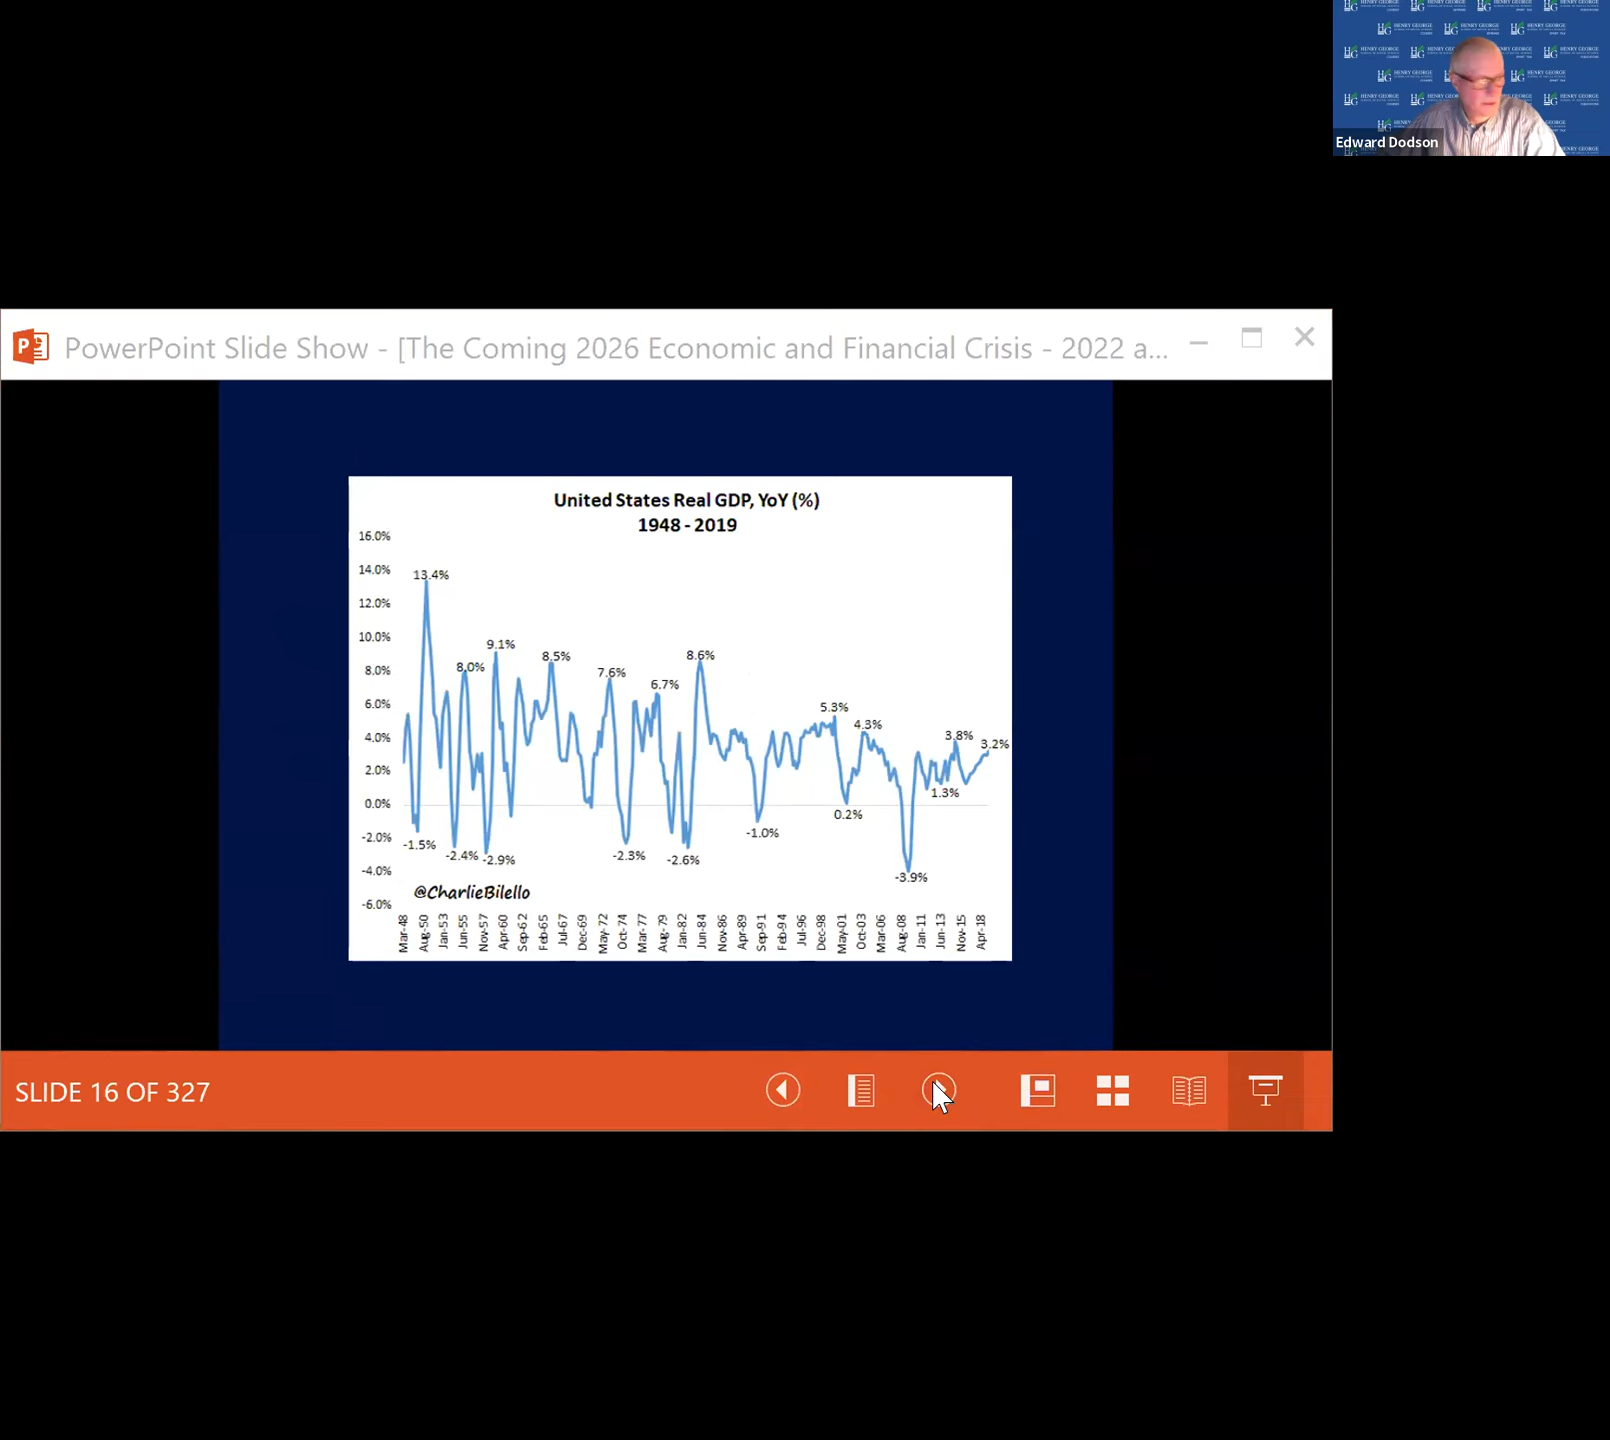 HENRY GEORGE
Edward Dodson
PowerPoint Slide Show - [The Coming 2026 Economic and Financial Crisis - 2022 a...
United States Real GDP, YoY (%)
1948 - 2019
16.0%
14.0%
12.0%
10.0%
8.0%
6.0%
4.0%
2.0%
0.0%
-2.0%
-4.0%
-6.0%
13.4%
-1.5%
8.0%
-2.4%
9.1%
-2.9%
8.5%
7.6%
-2.3%
6.7%
-2.6%
8.6%
-1.0%
5.3%
0.2%
4.3%
-3.9%
1.3%
3.8%
3.2%
@CharlieBilello
Mar-48
Aug-50
Jan-53
Jun-55
Nov-57
Apr-60
Sep-62
Feb-65
Jul-67
Dec-69
May-72
Oct-74
Mar-77
Aug-79
Jan-82
Jun-84
Nov-86
Apr-89
Sep-91
Feb-94
Jul-96
Dec-98
May-01
Oct-03
Mar-06
Aug-08
Jan-11
Jun-13
Nov-15
Apr-18
SLIDE 16 OF 327